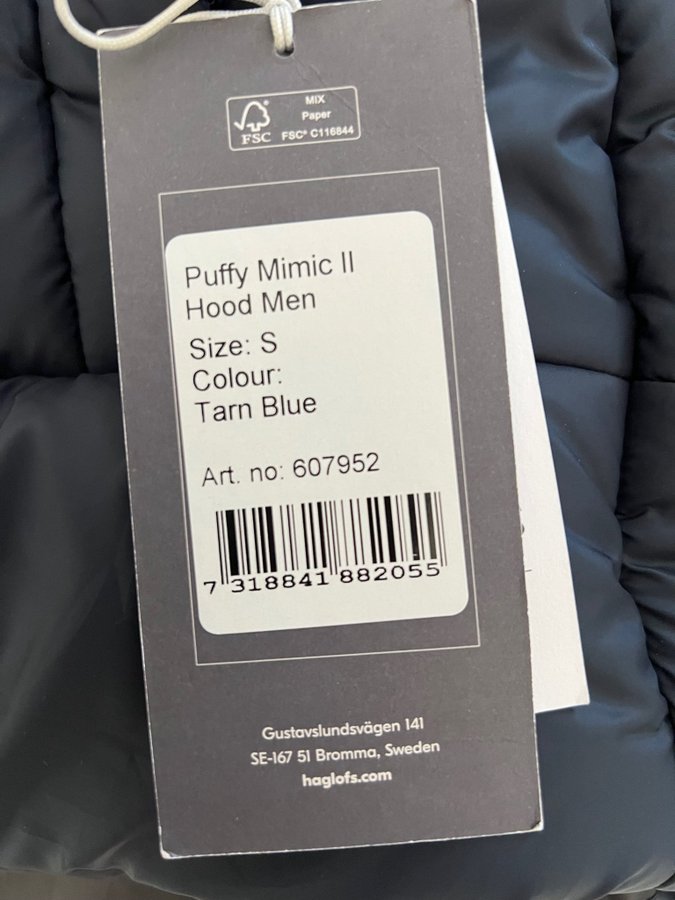 FSC
MIX
Paper
FSC® C116844
Puffy Mimic II
Hood Men
Size: S
Colour:
Tarn Blue
Art. no: 607952
7 318841 882055
Gustavslundsvägen 141
SE-167 51 Bromma, Sweden
haglofs.com